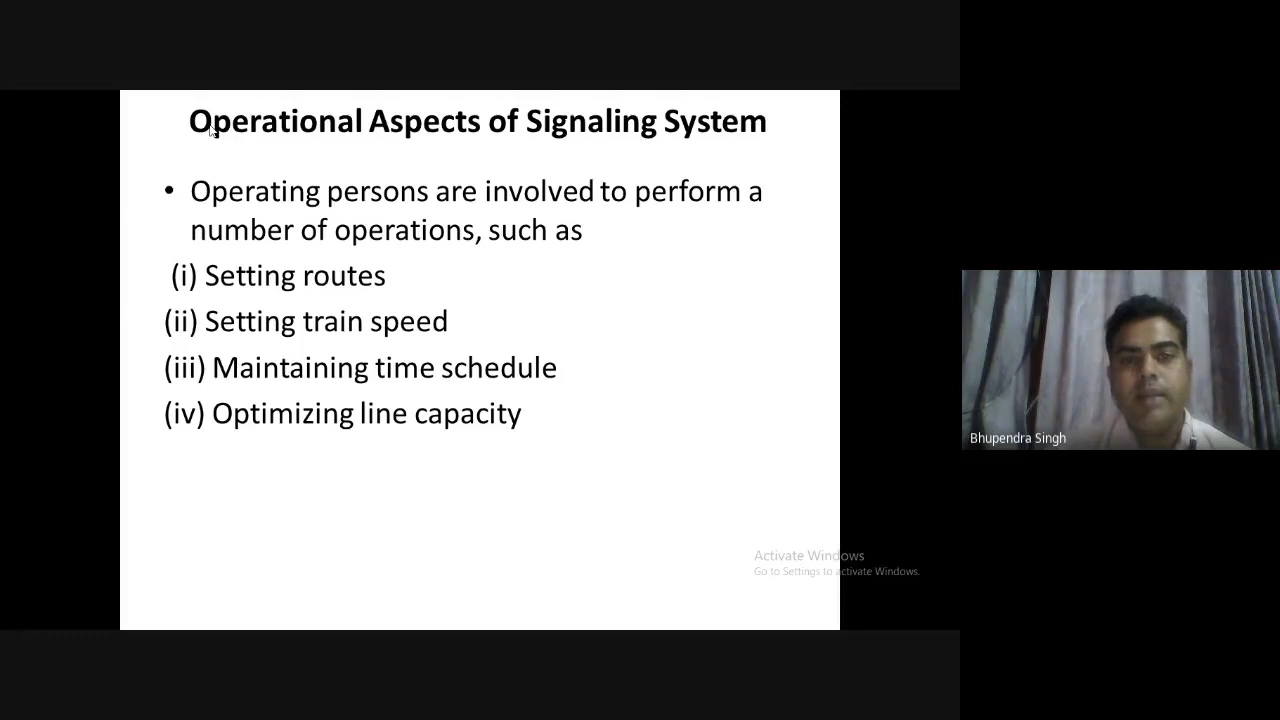 Operational Aspects of Signaling System
• Operating persons are involved to perform a
number of operations, such as
(i) Setting routes
(ii) Setting train speed
(iii) Maintaining time schedule
(iv) Optimizing line capacity
Bhupendra Singh
Activate Windows
Go to Settings to activate Windows.